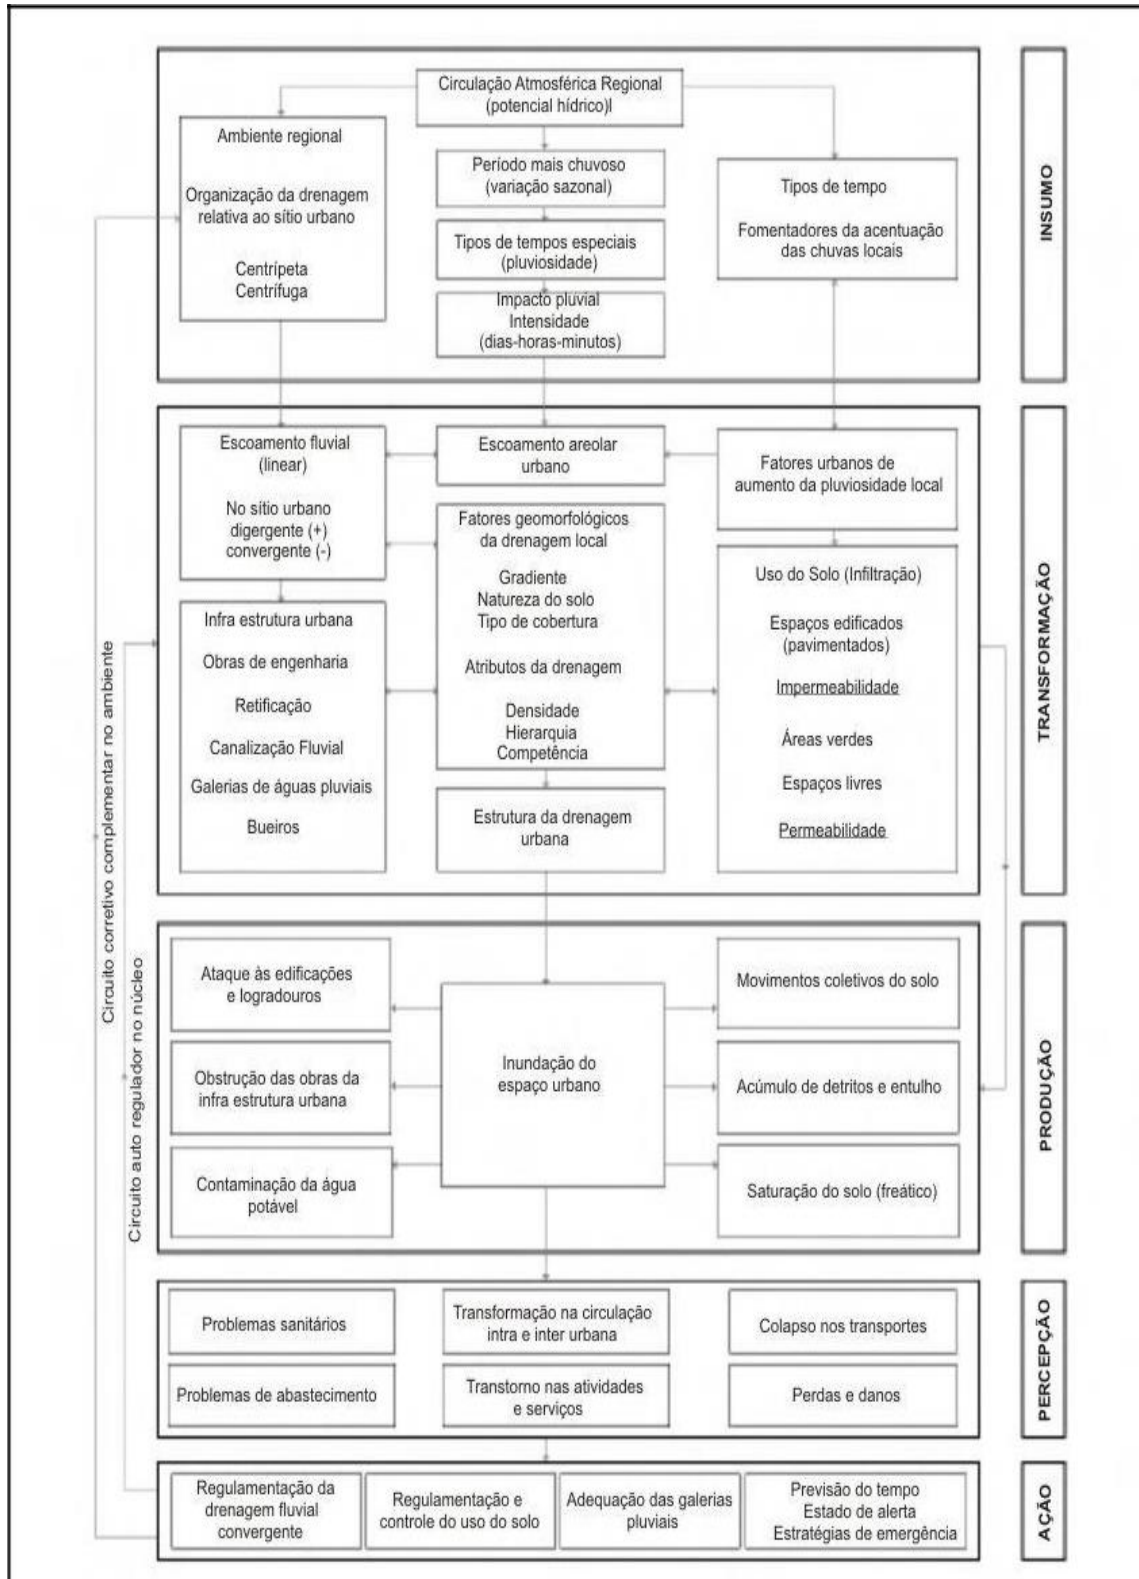 Circulação Atmosférica Regional
(potencial hídrico)l
Ambiente regional
Organização da drenagem
relativa ao sítio urbano
Centrípeta
Centrífuga
Período mais chuvoso
(variação sazonal)
Tipos de tempos especiais
(pluviosidade)
Impacto pluvial
Intensidade
(dias-horas-minutos)
Tipos de tempo
Fomentadores da acentuação
das chuvas locais
INSUMO
Escoamento fluvial
(linear)
No sítio urbano
digergente (+)
convergente (-)
Escoamento areolar
urbano
Fatores urbanos de
aumento da pluviosidade local
Infra estrutura urbana
Obras de engenharia
Retificação
Canalização Fluvial
Galerias de águas pluviais
Bueiros
Fatores geomorfológicos
da drenagem local
Gradiente
Natureza do solo
Tipo de cobertura
Atributos da drenagem
Densidade
Hierarquia
Competência
Estrutura da drenagem
urbana
Uso do Solo (Infiltração)
Espaços edificados
(pavimentados)
Impermeabilidade
Áreas verdes
Espaços livres
Permeabilidade
TRANSFORMAÇÃO
Circuito corretivo complementar no ambiente
Circuito auto regulador no núcleo
Ataque às edificações
e logradouros
Obstrução das obras da
infra estrutura urbana
Contaminação da água
potável
Inundação do
espaço urbano
Movimentos coletivos do solo
Acúmulo de detritos e entulho
Saturação do solo (freático)
PRODUÇÃO
Problemas sanitários
Transformação na circulação
intra e inter urbana
Colapso nos transportes
Problemas de abastecimento
Transtorno nas atividades
e serviços
Perdas e danos
PERCEPÇÃO
Regulamentação da
drenagem fluvial
convergente
Regulamentação e
controle do uso do solo
Adequação das galerias
pluviais
Previsão do tempo
Estado de alerta
Estratégias de emergência
AÇÃO